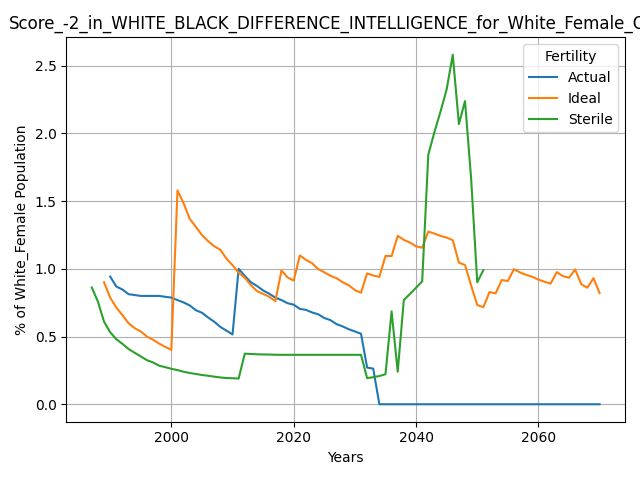 Score_-2_in_WHITE_BLACK_DIFFERENCE_INTELLIGENCE_for_White_Female_
Fertility
Actual
Ideal
Sterile
% of White_Female Population
2.5
2.0
1.5
1.0
0.5
0.0
2000
2020
2040
2060
Years